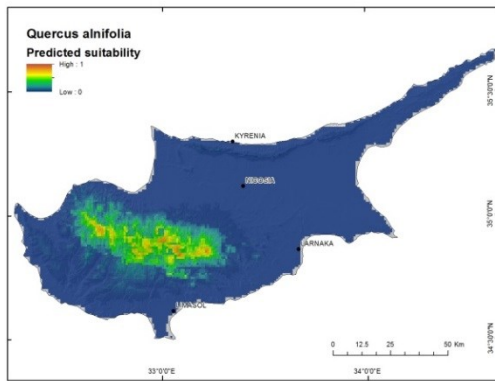 Quercus alnifolia
Predicted suitability
High : 1
Low : 0
35°30'0"N
KYRENIA
NICOSIA
35°0'0"N
LARNAKA
LIMASOL
34°30'0"N
0 12.5 25 50 Km
33°0'0"E 34°0'0"E